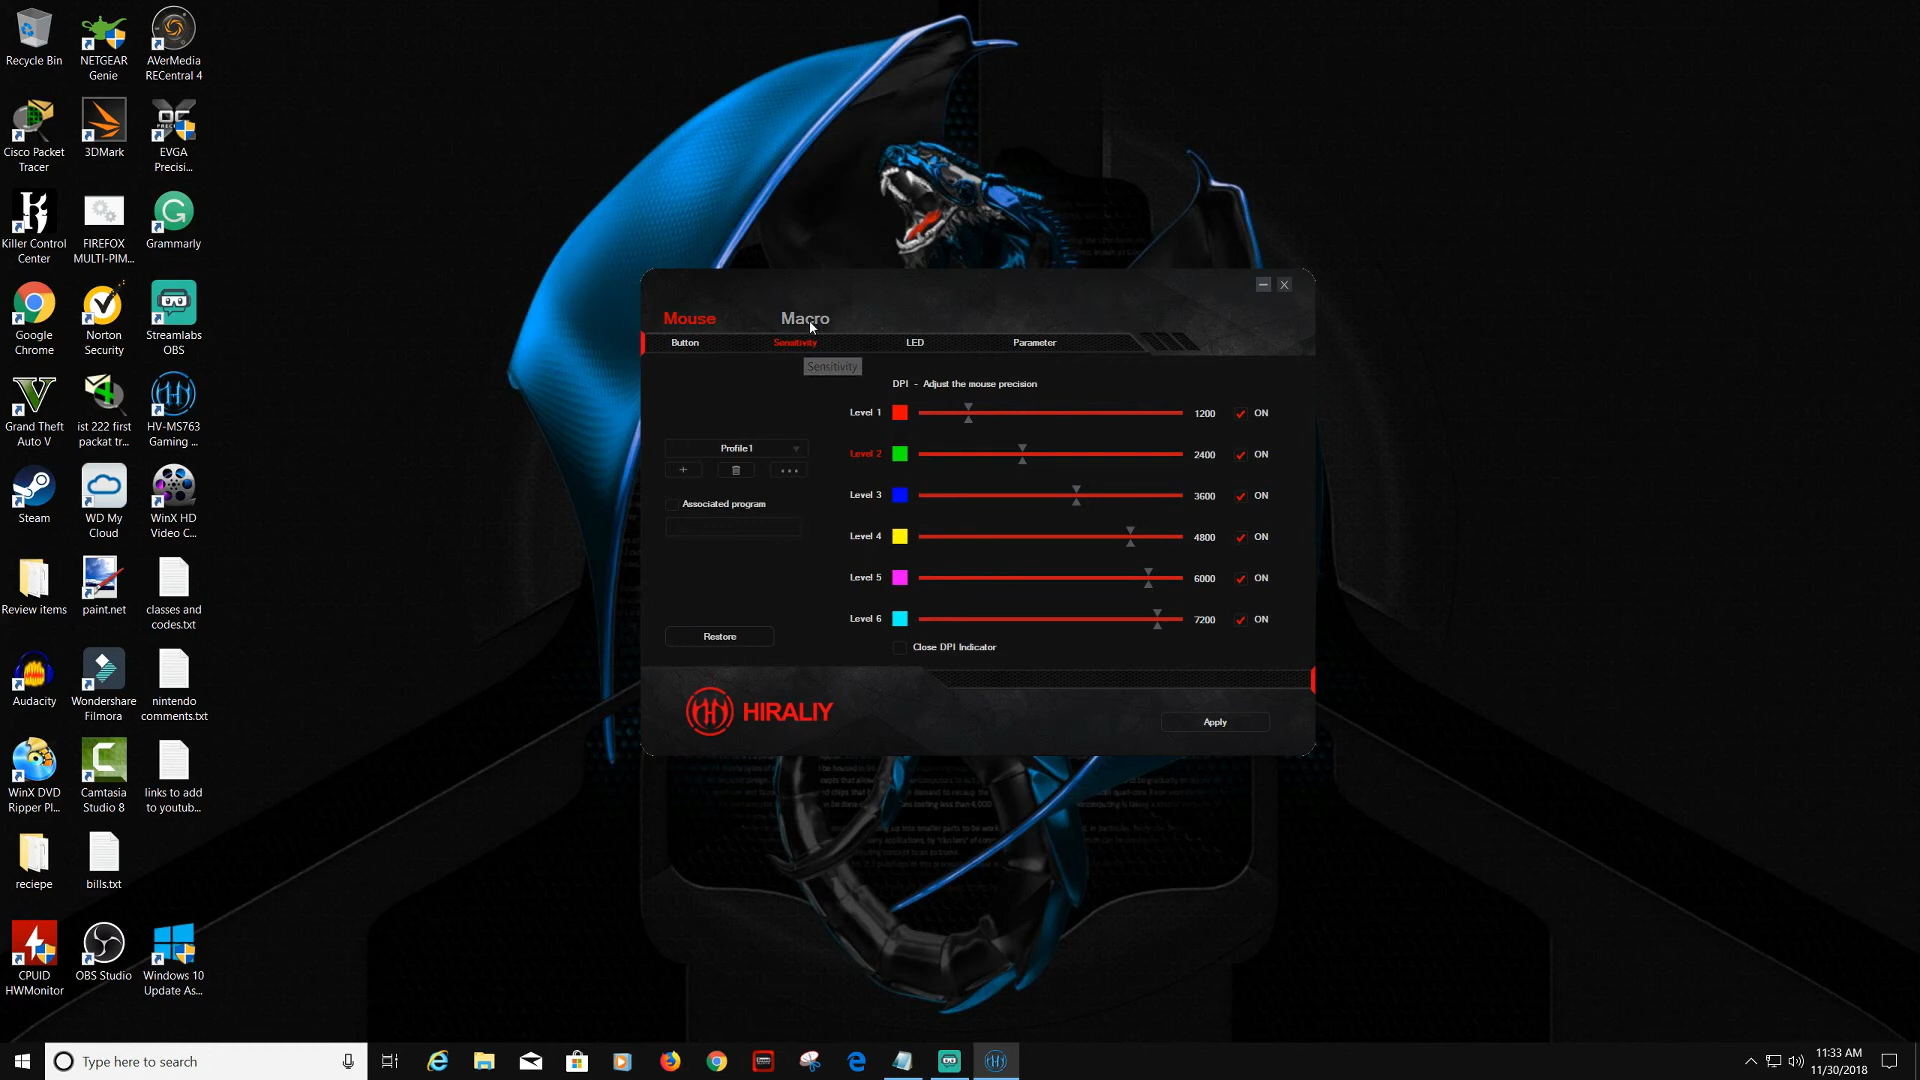 Recycle Bin
NETGEAR
Genie
AVerMedia
RECentral 4
Cisco Packet
Tracer
3DMark
EVGA
Precisi...
Killer Control
Center
FIREFOX
MULTI-PIM...
Grammarly
Google
Chrome
Norton
Security
Streamlabs
OBS
Grand Theft
Auto V
ist 222 first
packat tr...
HV-MS763
Gaming ...
Steam
WD My
Cloud
WinX HD
Video C...
Review items
paint.net
classes and
codes.txt
Audacity
Wondershare
Filmora
nintendo
comments.txt
WinX DVD
Ripper Pl...
Camtasia
Studio 8
links to add
to youtub...
reciepe
bills.txt
CPUID
HWMonitor
OBS Studio
Windows 10
Update As...
Mouse
Macro
Button
Sensitivity
LED
Parameter
Sensitivity
DPI - Adjust the mouse precision
Level 1 1200 ON
Level 2 2400 ON
Level 3 3600 ON
Level 4 4800 ON
Level 5 6000 ON
Level 6 7200 ON
Close DPI Indicator
Profile1
Associated program
Restore
HIRALIY
Apply
Type here to search
11:33 AM
11/30/2018